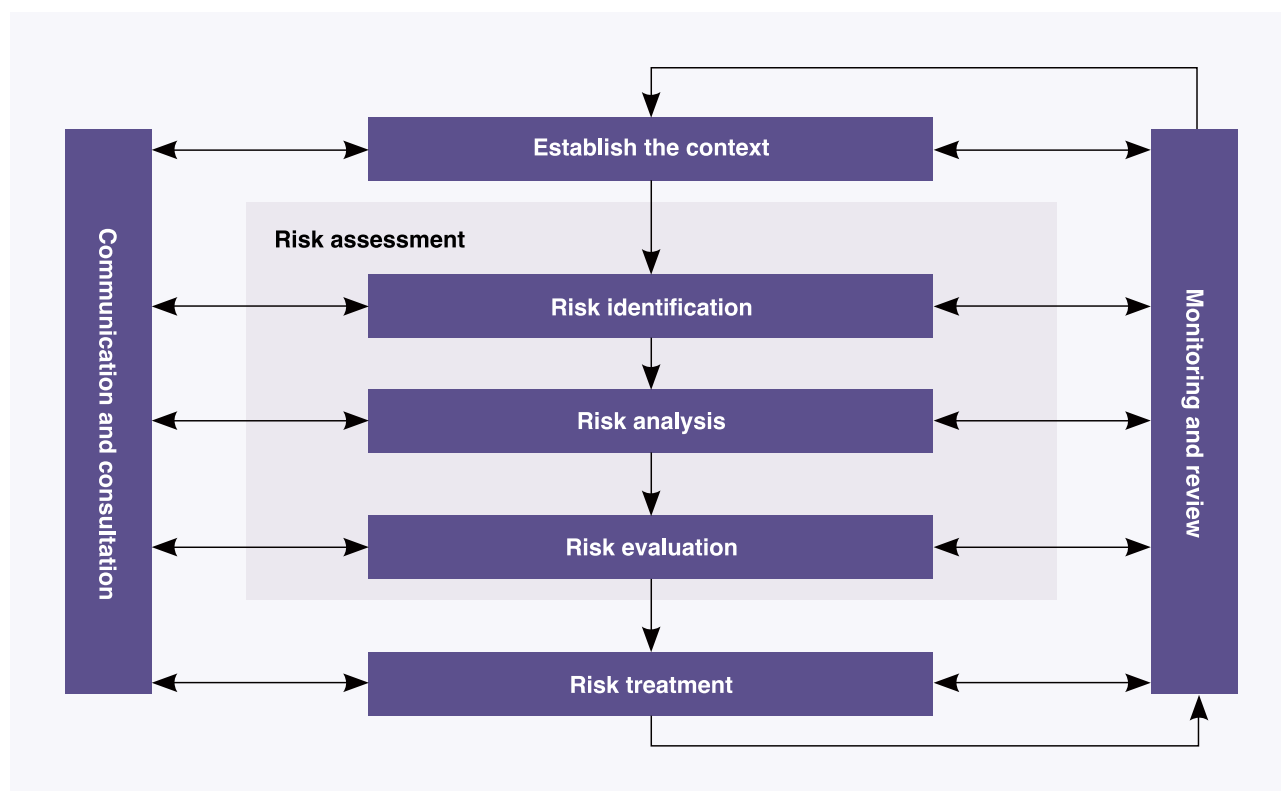 Establish the context
Communication and consultation
Risk assessment
Risk identification
Monitoring and review
Risk analysis
Risk evaluation
Risk treatment